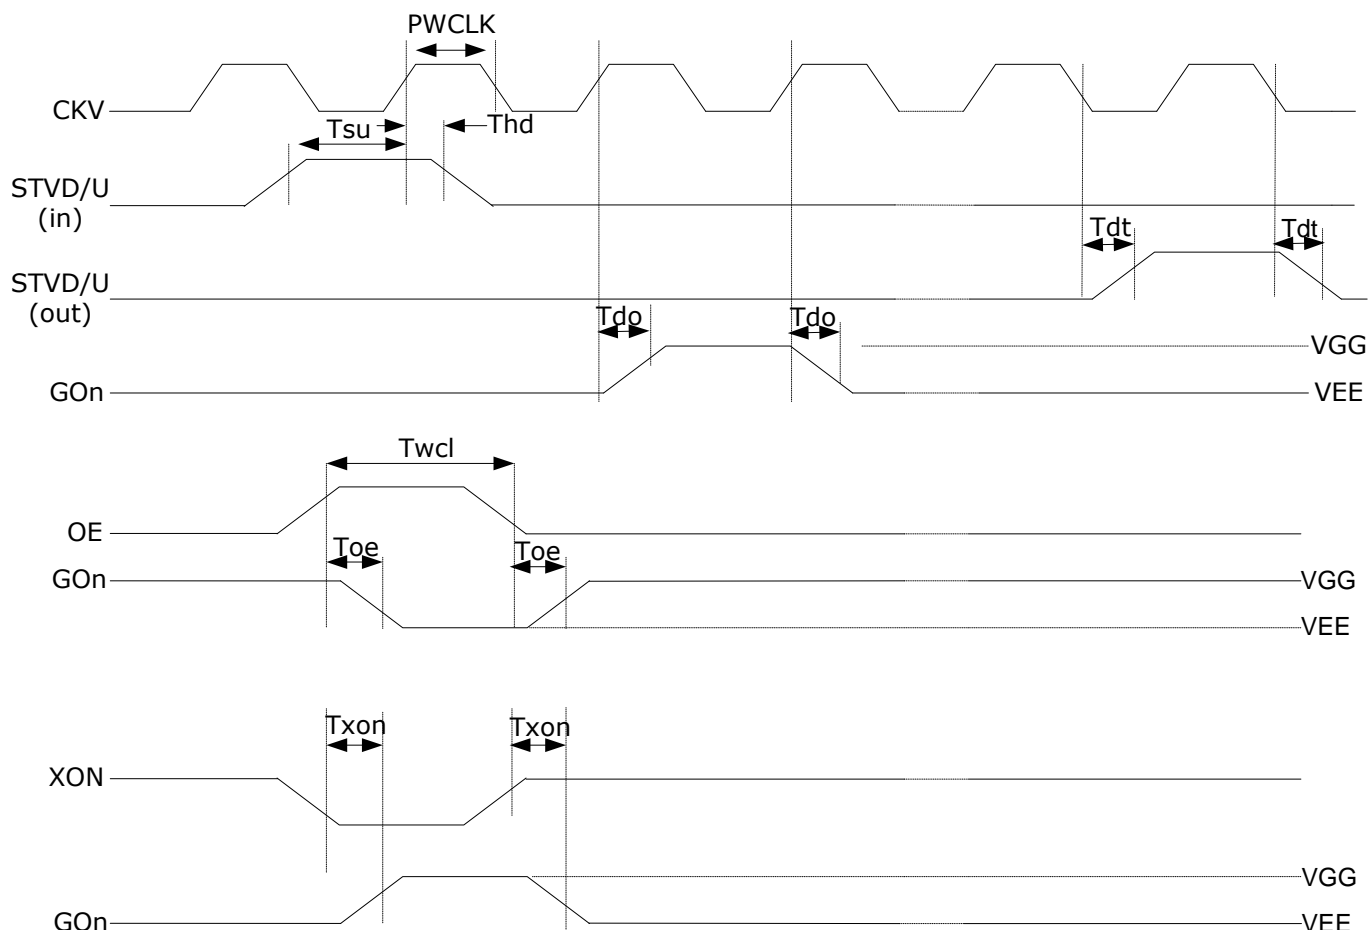 PWCLK
CKV
Tsu
Thd
STVD/U
(in)
Tdt
Tdt
STVD/U
(out)
Tdo
Tdo
VGG
GOn
VEE
Twcl
OE
Toe
Toe
GOn
VGG
VEE
Txon
Txon
XON
VGG
GOn
VEE